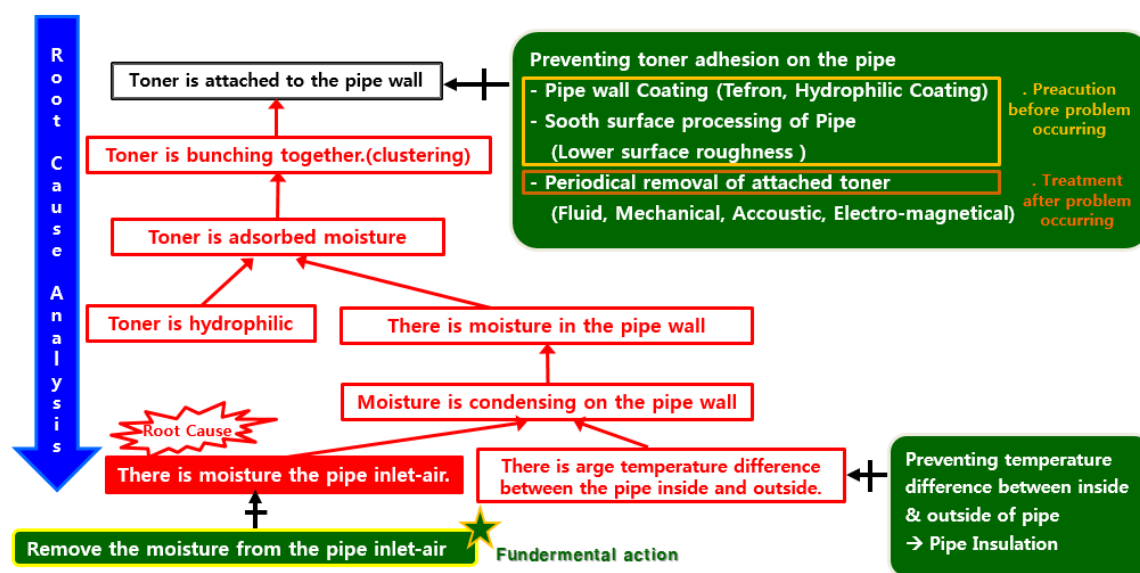 Root Cause Analysis
Toner is attached to the pipe wall
Preventing toner adhesion on the pipe
- Pipe wall Coating (Tefron, Hydrophilic Coating)
- Sooth surface processing of Pipe
(Lower surface roughness )
. Preacution
before problem
occurring
- Periodical removal of attached toner
(Fluid, Mechanical, Accoustic, Electro-magnetical)
. Treatment
after problem
occurring
Toner is bunching together.(clustering)
Toner is adsorbed moisture
Toner is hydrophilic
There is moisture in the pipe wall
Moisture is condensing on the pipe wall
Root Cause
There is moisture the pipe inlet-air.
There is arge temperature difference
between the pipe inside and outside.
Preventing temperature
difference between inside
& outside of pipe
→ Pipe Insulation
Remove the moisture from the pipe inlet-air
Fundermental action